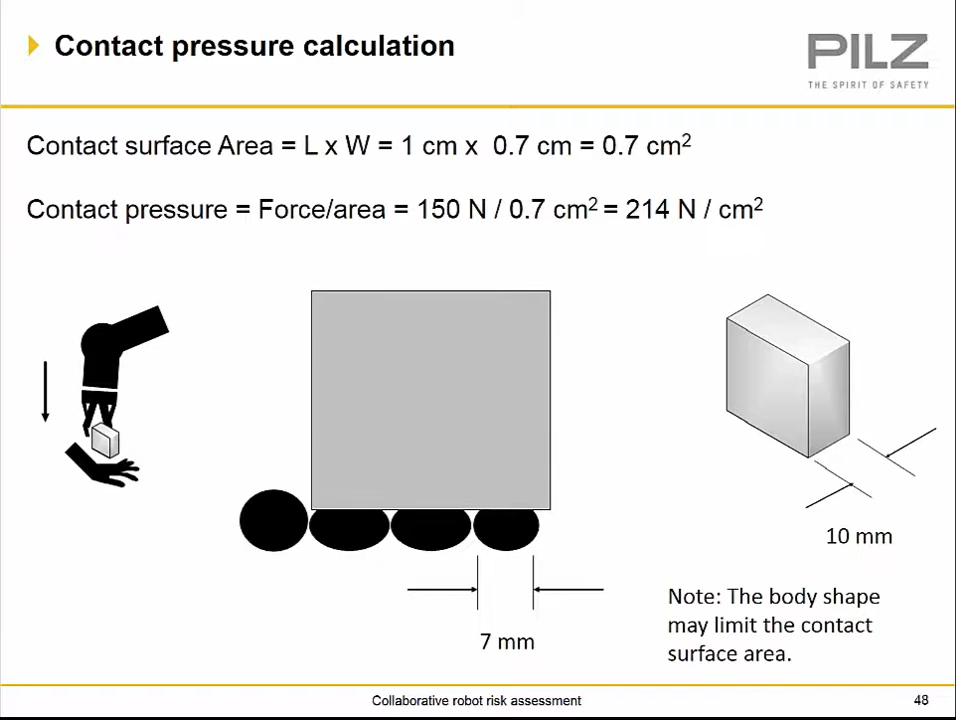 Contact pressure calculation
PILZ
THE SPIRIT OF SAFETY
Contact surface Area = L x W = 1 cm x 0.7 cm = 0.7 cm²
Contact pressure = Force/area = 150 N / 0.7 cm² = 214 N / cm²
10 mm
7 mm
Note: The body shape
may limit the contact
surface area.
Collaborative robot risk assessment
48